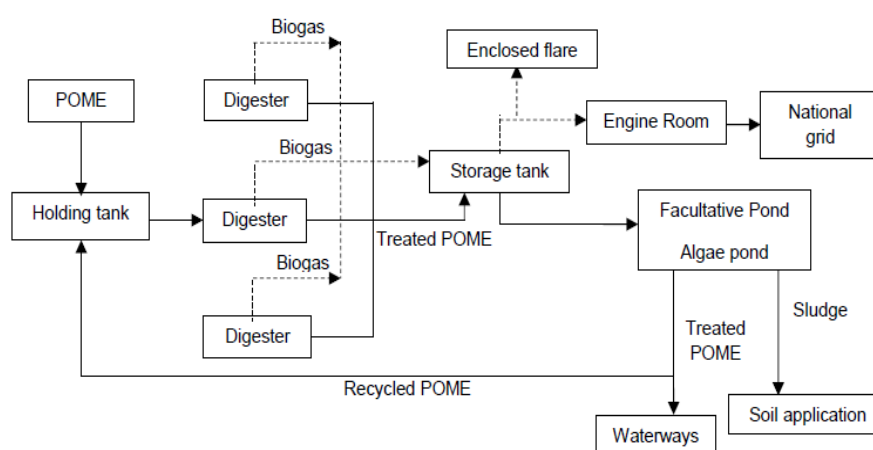 Biogas
Enclosed flare
POME
Digester
Engine Room
National
grid
Biogas
Storage tank
Holding tank
Digester
Facultative Pond
Treated POME
Algae pond
Biogas
Digester
Treated
POME
Sludge
Recycled POME
Soil application
Waterways